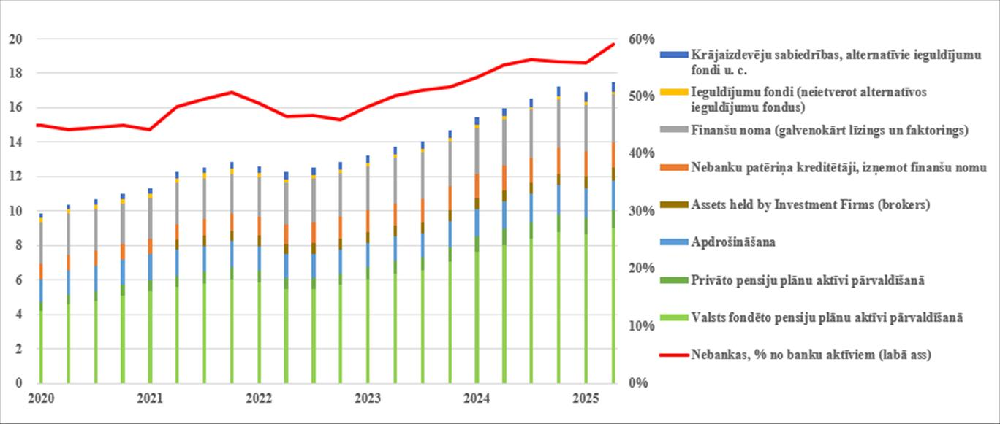 20
18
16
14
12
10
8
6
4
2
0
60%
50%
40%
30%
20%
10%
0%
2020
2021
2022
2023
2024
2025
Krājaizdevēju sabiedrības, alternatīvie ieguldījumu
fondi u. c.
Ieguldījumu fondi (neietverot alternatīvos
ieguldījumu fondus)
Finanšu noma (galvenokārt līzings un faktorings)
Nebanku patēriņa kreditētāji, izņemot finanšu nomu
Assets held by Investment Firms (brokers)
Apdrošināšana
Privāto pensiju plānu aktīvi pārvaldīšanā
Valsts fondēto pensiju plānu aktīvi pārvaldīšanā
Nebankas, % no banku aktīviem (labā ass)